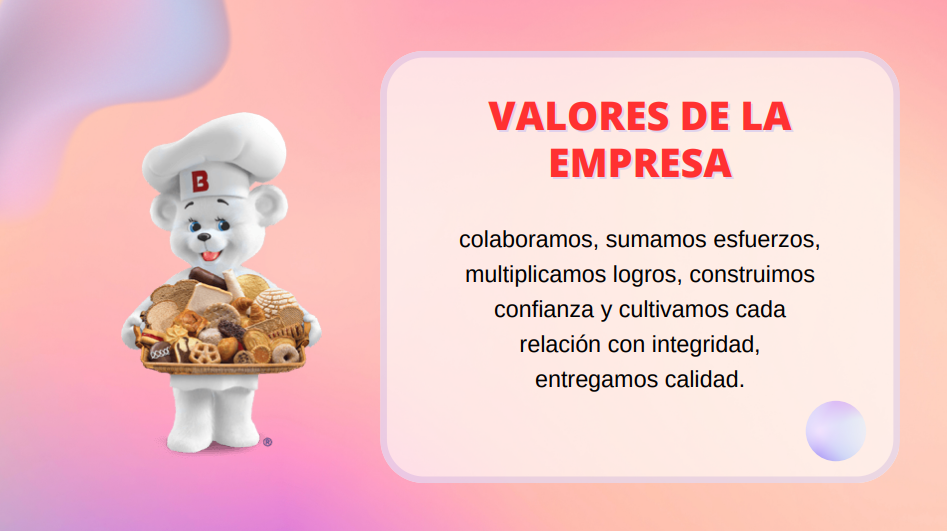 B
VALORES DE LA
EMPRESA
colaboramos, sumamos esfuerzos,
multiplicamos logros, construimos
confianza y cultivamos cada
relación con integridad,
entregamos calidad.
®